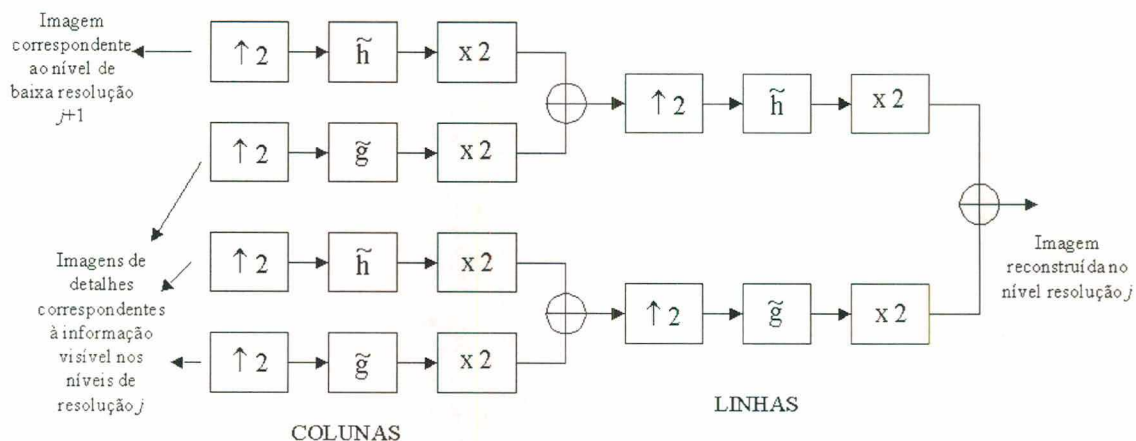 Imagem
correspondente
ao nível de
baixa resolução
j+1
↑ 2 h̃ x 2
↑ 2 g̃ x 2
↑ 2 h̃ x 2
↑ 2 h̃ x 2
↑ 2 g̃ x 2
↑ 2 g̃ x 2
Imagens de
detalhes
correspondentes
à informação
visível nos
níveis de
resolução j
Imagem
reconstruída no
nível resolução j
COLUNAS
LINHAS